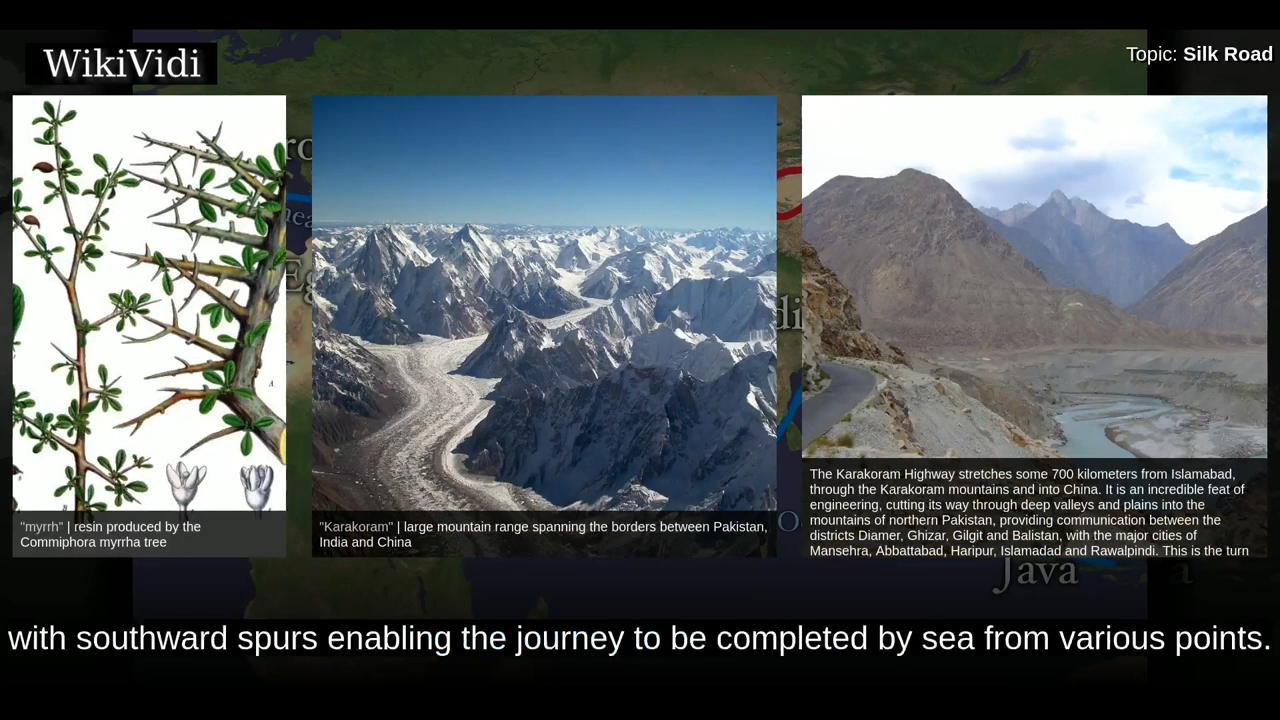 WikiVidi
Topic: Silk Road
"myrrh" | resin produced by the
Commiphora myrrha tree
"Karakoram" | large mountain range spanning the borders between Pakistan,
India and China
The Karakoram Highway stretches some 700 kilometers from Islamabad,
through the Karakoram mountains and into China. It is an incredible feat of
engineering, cutting its way through deep valleys and plains into the
mountains of northern Pakistan, providing communication between the
districts Diamer, Ghizar, Gilgit and Balistan, with the major cities of
Mansehra, Abbattabad, Haripur, Islamadad and Rawalpindi. This is the turn
Java
with southward spurs enabling the journey to be completed by sea from various points.